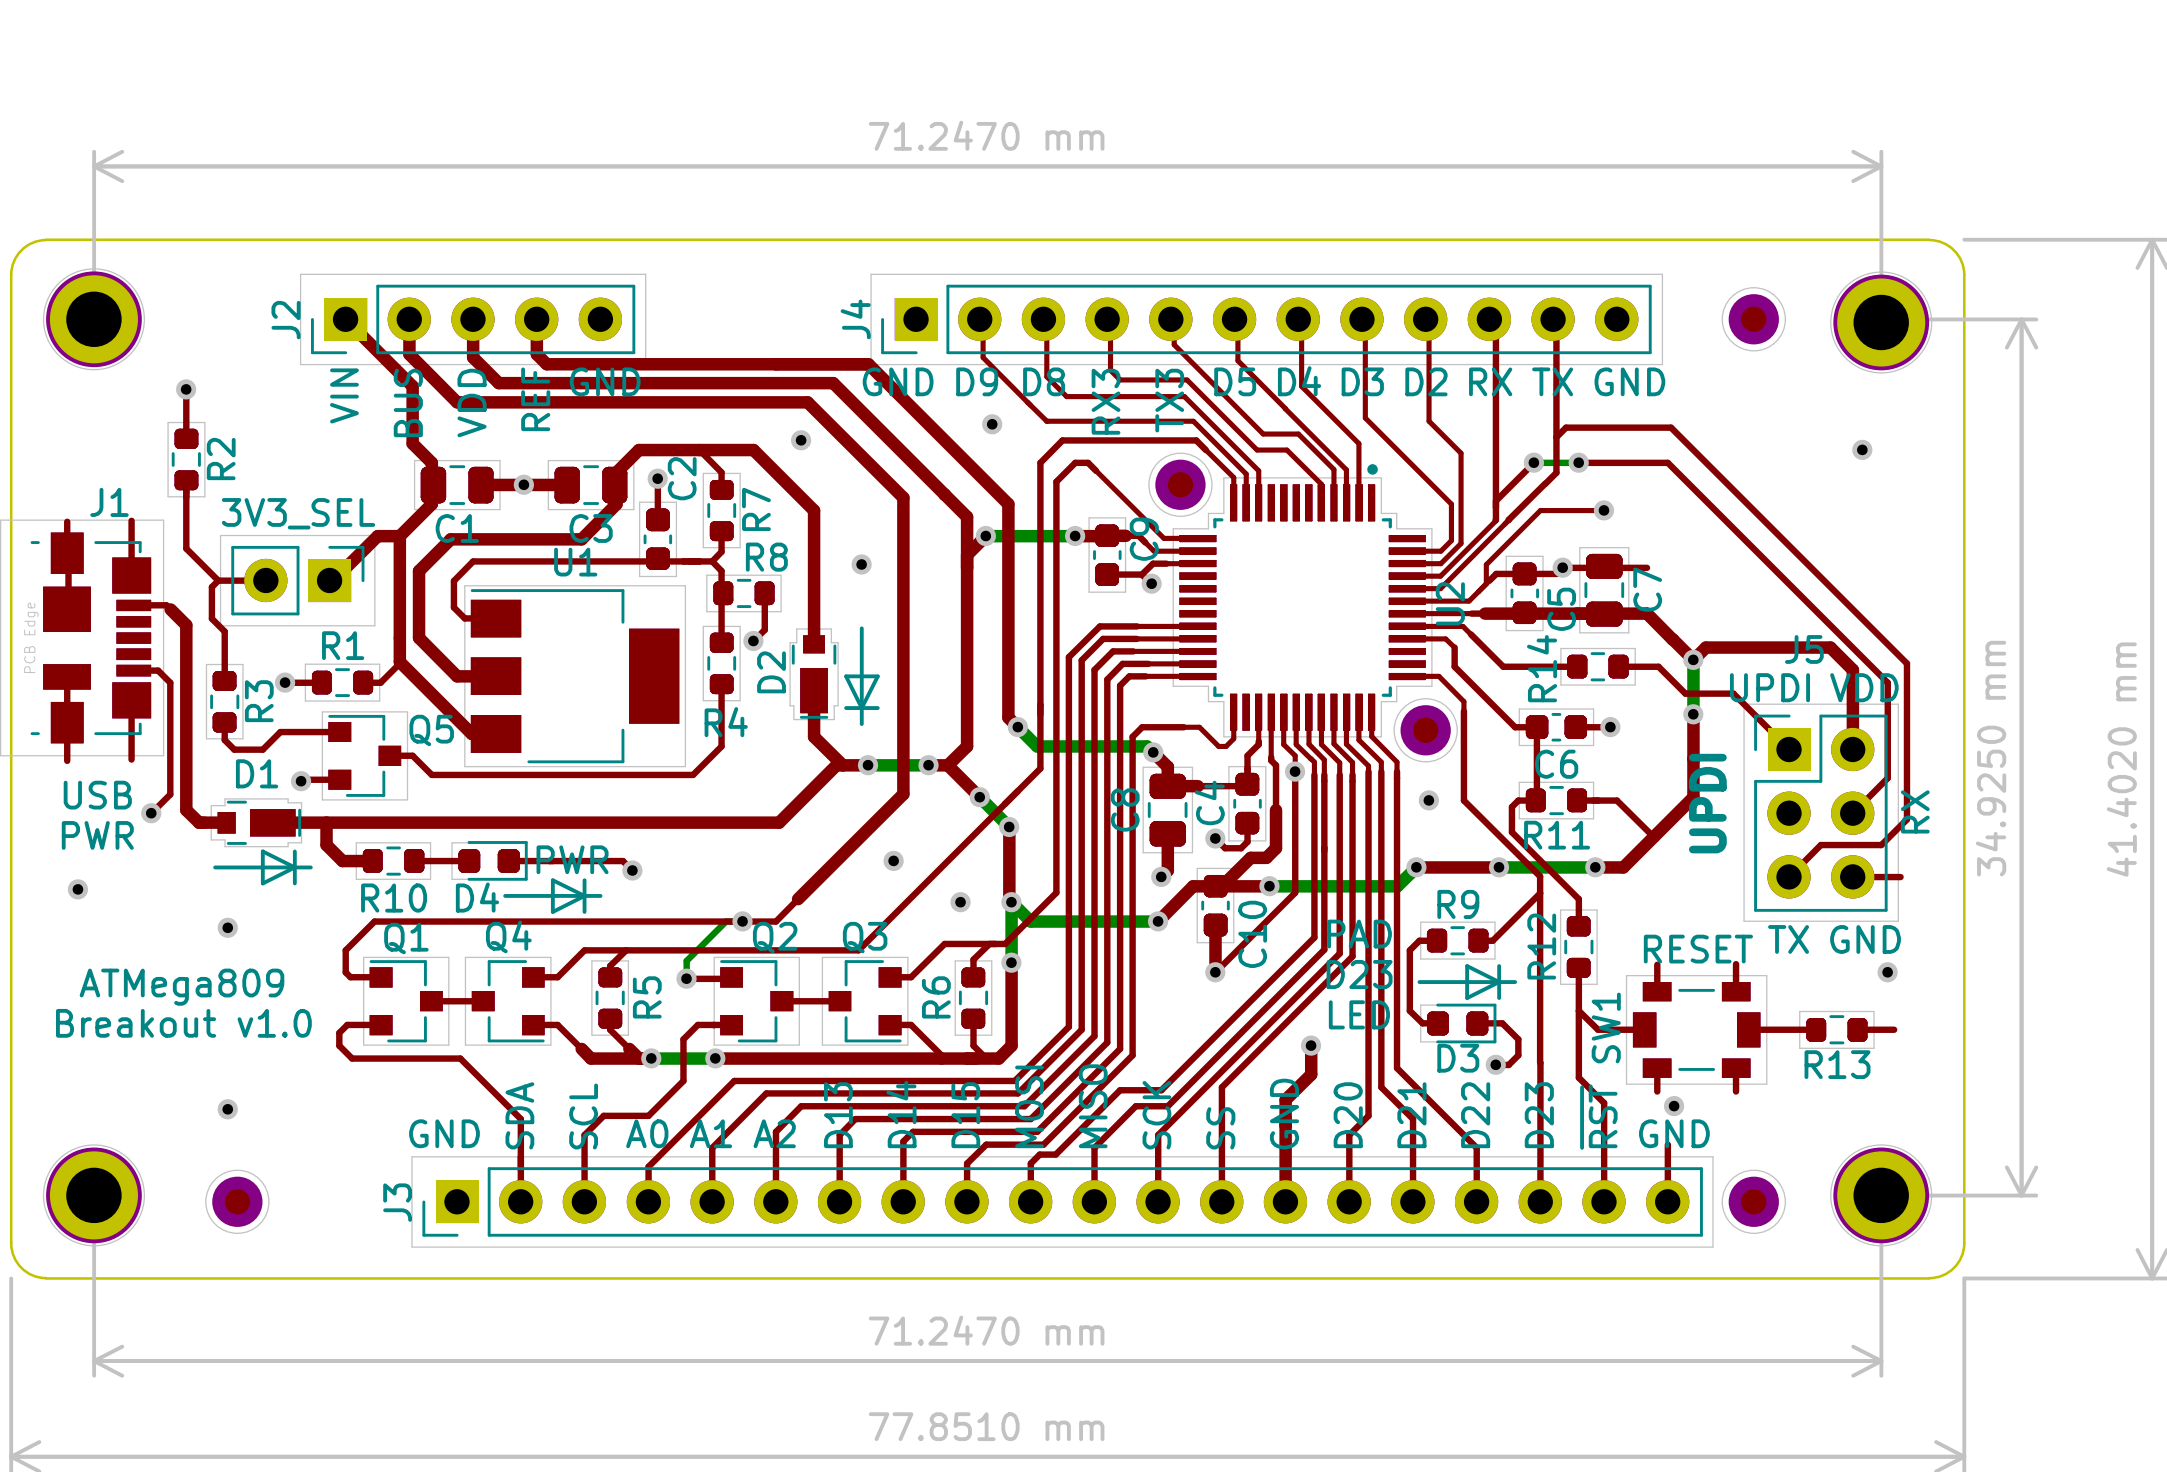 71.2470 mm
J2
VIN
BUS
VDD
REF
GND
J4
GND D9 D8 RX3 TX3 D5 D4 D3 D2 RX TX GND
R2
3V3_SEL
J1
C1
C3
U1
C2
R7
R8
C9
U2
C5
C7
PCB Edge
R1
R3
Q5
R4
D2
R14
J5
UPDI VDD
C6
D1
USB
PWR
C8
C4
R11
UPDI
RX
PWR
R10
D4
Q1
Q4
Q2
Q3
C10
PAD
D23
LED
R9
R12
RESET
TX GND
ATMega809
Breakout v1.0
R5
R6
D3
SW1
R13
GND SDA SCL A0 A1 A2 D13 D14 D15 MOSI MISO SCK SS GND D20 D21 D22 D23 RST GND
J3
34.9250 mm
41.4020 mm
71.2470 mm
77.8510 mm